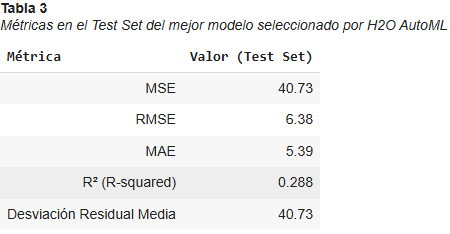 Tabla 3
Métricas en el Test Set del mejor modelo seleccionado por H2O AutoML
Métrica Valor (Test Set)
MSE 40.73
RMSE 6.38
MAE 5.39
R² (R-squared) 0.288
Desviación Residual Media 40.73